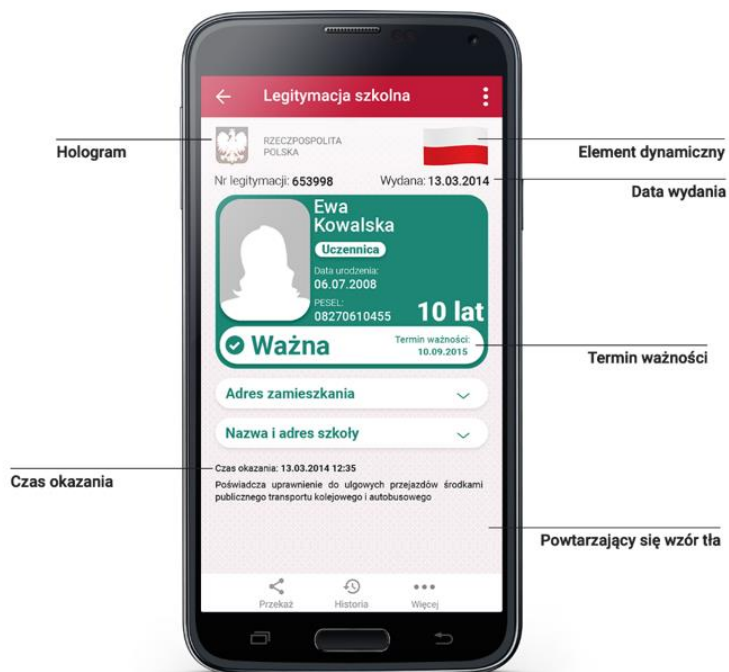 Legitymacja szkolna
Hologram
RZECZPOSPOLITA
POLSKA
Element dynamiczny
Nr legitymacji: 653998 Wydana: 13.03.2014
Data wydania
Ewa
Kowalska
Uczennica
Data urodzenia:
06.07.2008
PESEL:
08270610455
10 lat
Ważna
Termin ważności:
10.09.2015
Termin ważności
Adres zamieszkania
Nazwa i adres szkoły
Czas okazania: 13.03.2014 12:35
Czas okazania
Poświadcza uprawnienie do ulgowych przejazdów środkami
publicznego transportu kolejowego i autobusowego
Powtarzający się wzór tła
Przekaż Historia Więcej